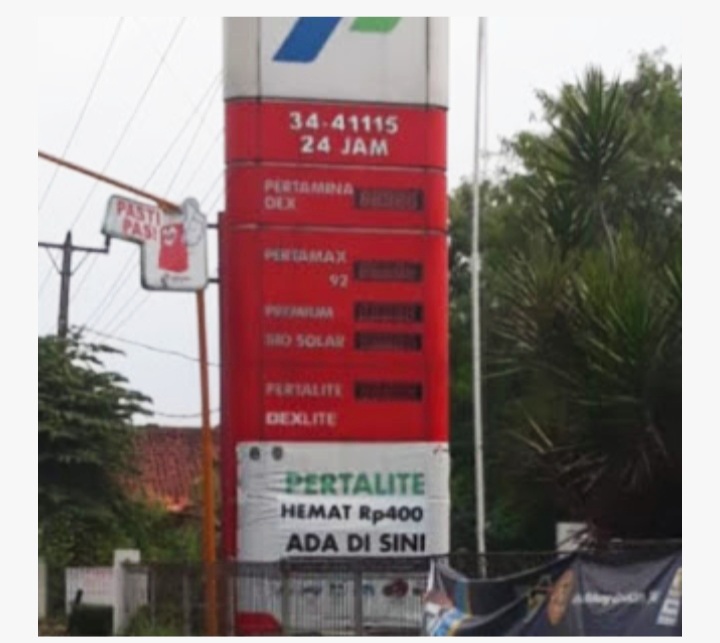 34-41115
24 JAM
PERTAMINA
DEX
PASTI
PAS!
PERTAMAX
92
PREMIUM
BIO SOLAR
PERTALITE
DEXLITE
PERTALITE
HEMAT Rp400
ADA DI SINI